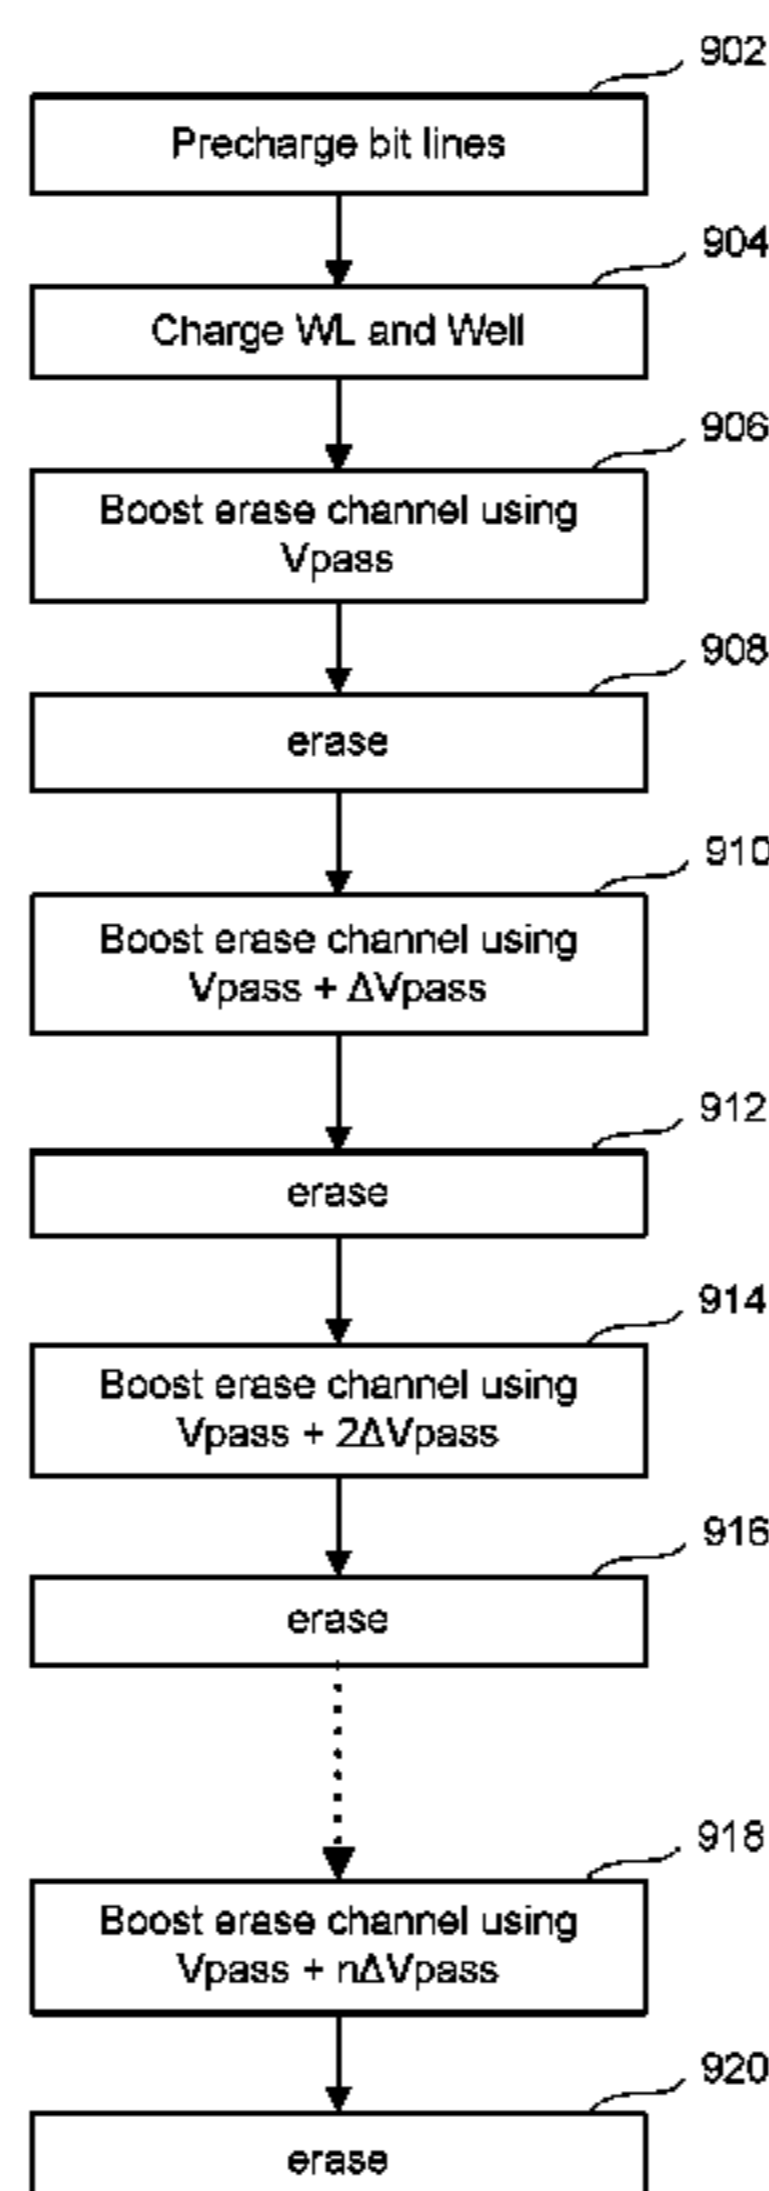 902
Precharge bit lines
904
Charge WL and Well
906
Boost erase channel using
Vpass
908
erase
910
Boost erase channel using
Vpass + ΔVpass
912
erase
914
Boost erase channel using
Vpass + 2ΔVpass
916
erase
918
Boost erase channel using
Vpass + nΔVpass
920
erase